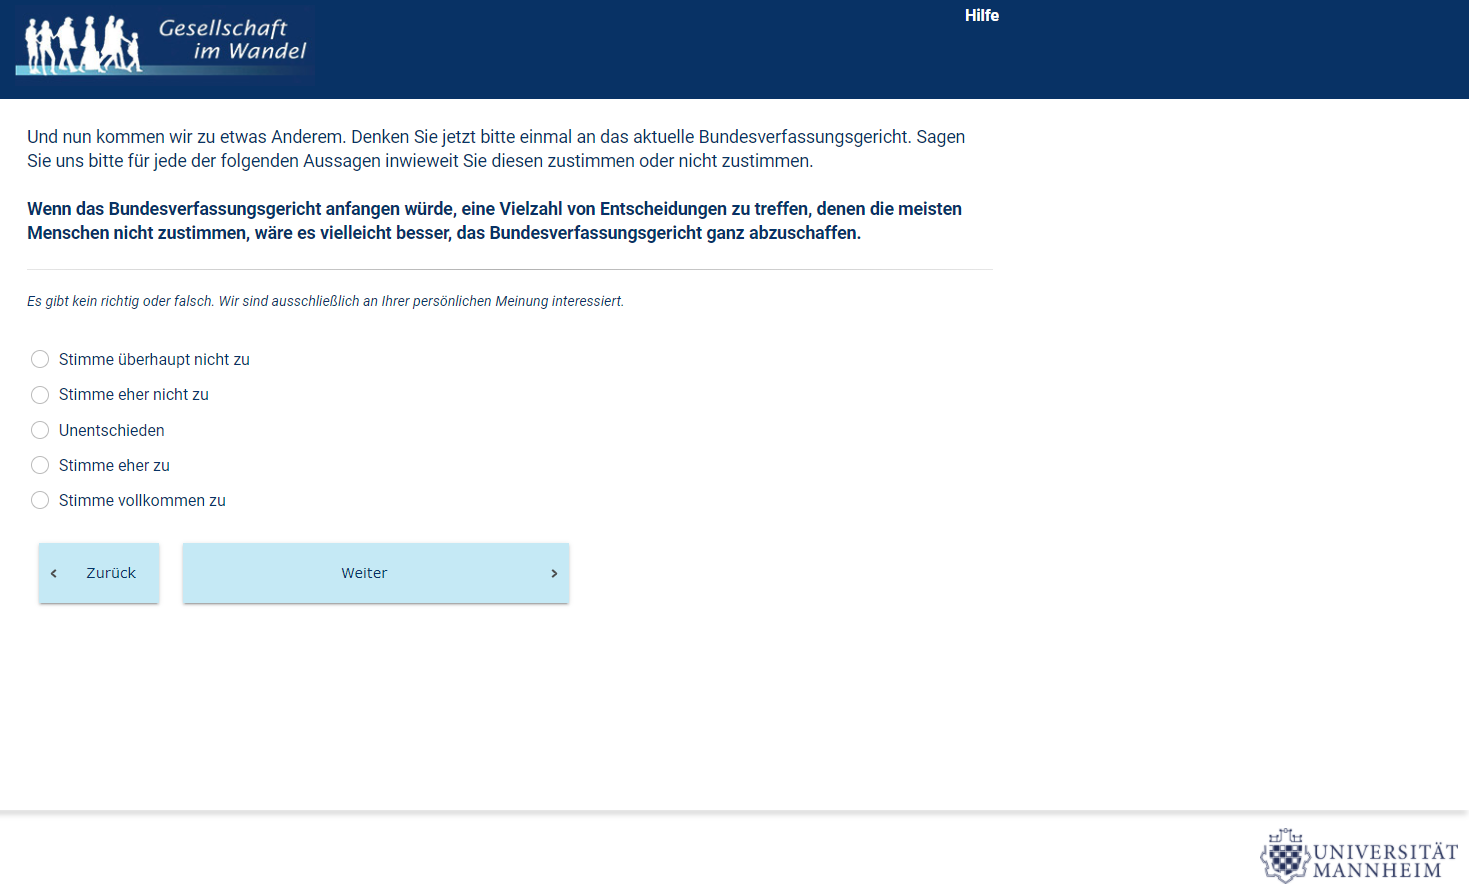 Gesellschaft
im Wandel
Hilfe
Und nun kommen wir zu etwas Anderem. Denken Sie jetzt bitte einmal an das aktuelle Bundesverfassungsgericht. Sagen
Sie uns bitte für jede der folgenden Aussagen inwieweit Sie diesen zustimmen oder nicht zustimmen.
Wenn das Bundesverfassungsgericht anfangen würde, eine Vielzahl von Entscheidungen zu treffen, denen die meisten
Menschen nicht zustimmen, wäre es vielleicht besser, das Bundesverfassungsgericht ganz abzuschaffen.
Es gibt kein richtig oder falsch. Wir sind ausschließlich an Ihrer persönlichen Meinung interessiert.
Stimme überhaupt nicht zu
Stimme eher nicht zu
Unentschieden
Stimme eher zu
Stimme vollkommen zu
Zurück
Weiter
UNIVERSITÄT
MANNHEIM